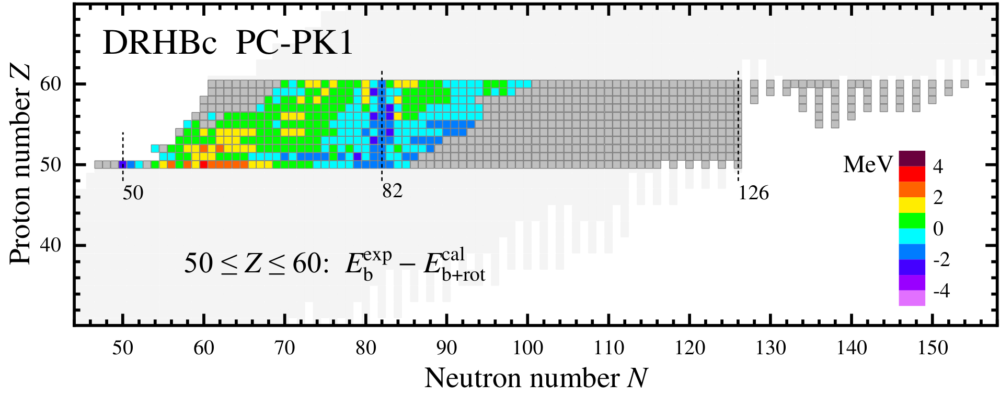 DRHBc PC-PK1
Proton number Z
60
50
40
50
82
126
MeV
4
2
0
-2
-4
50 ≤ Z ≤ 60: E_b^exp − E_b+rot^cal
50 60 70 80 90 100 110 120 130 140 150
Neutron number N